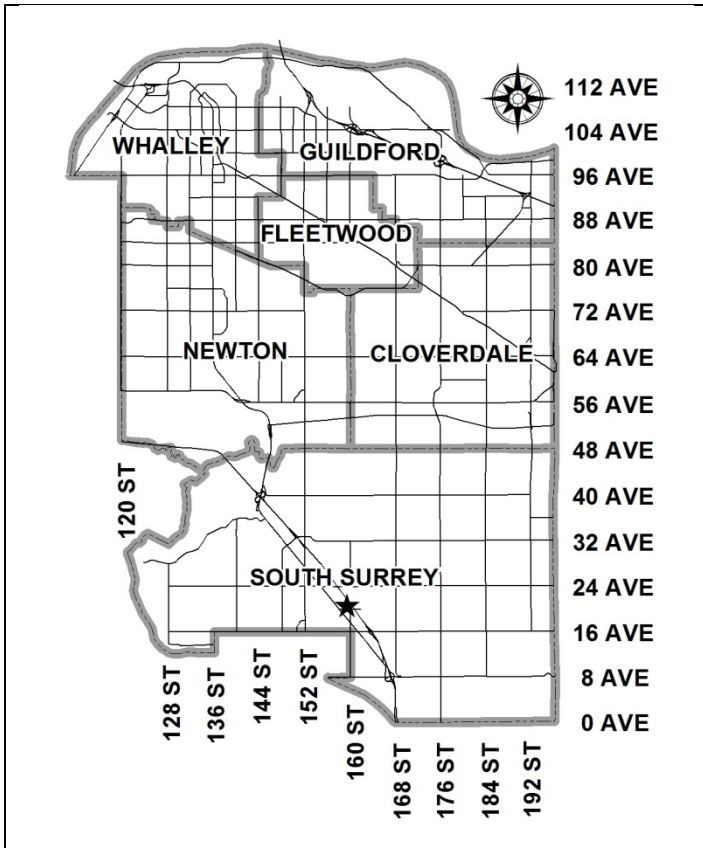 112 AVE
104 AVE
WHALLEY
GUILDFORD
96 AVE
88 AVE
FLEETWOOD
80 AVE
72 AVE
NEWTON
CLOVERDALE
64 AVE
56 AVE
48 AVE
120 ST
40 AVE
32 AVE
SOUTH SURREY
24 AVE
16 AVE
128 ST
136 ST
144 ST
152 ST
160 ST
8 AVE
0 AVE
168 ST
176 ST
184 ST
192 ST